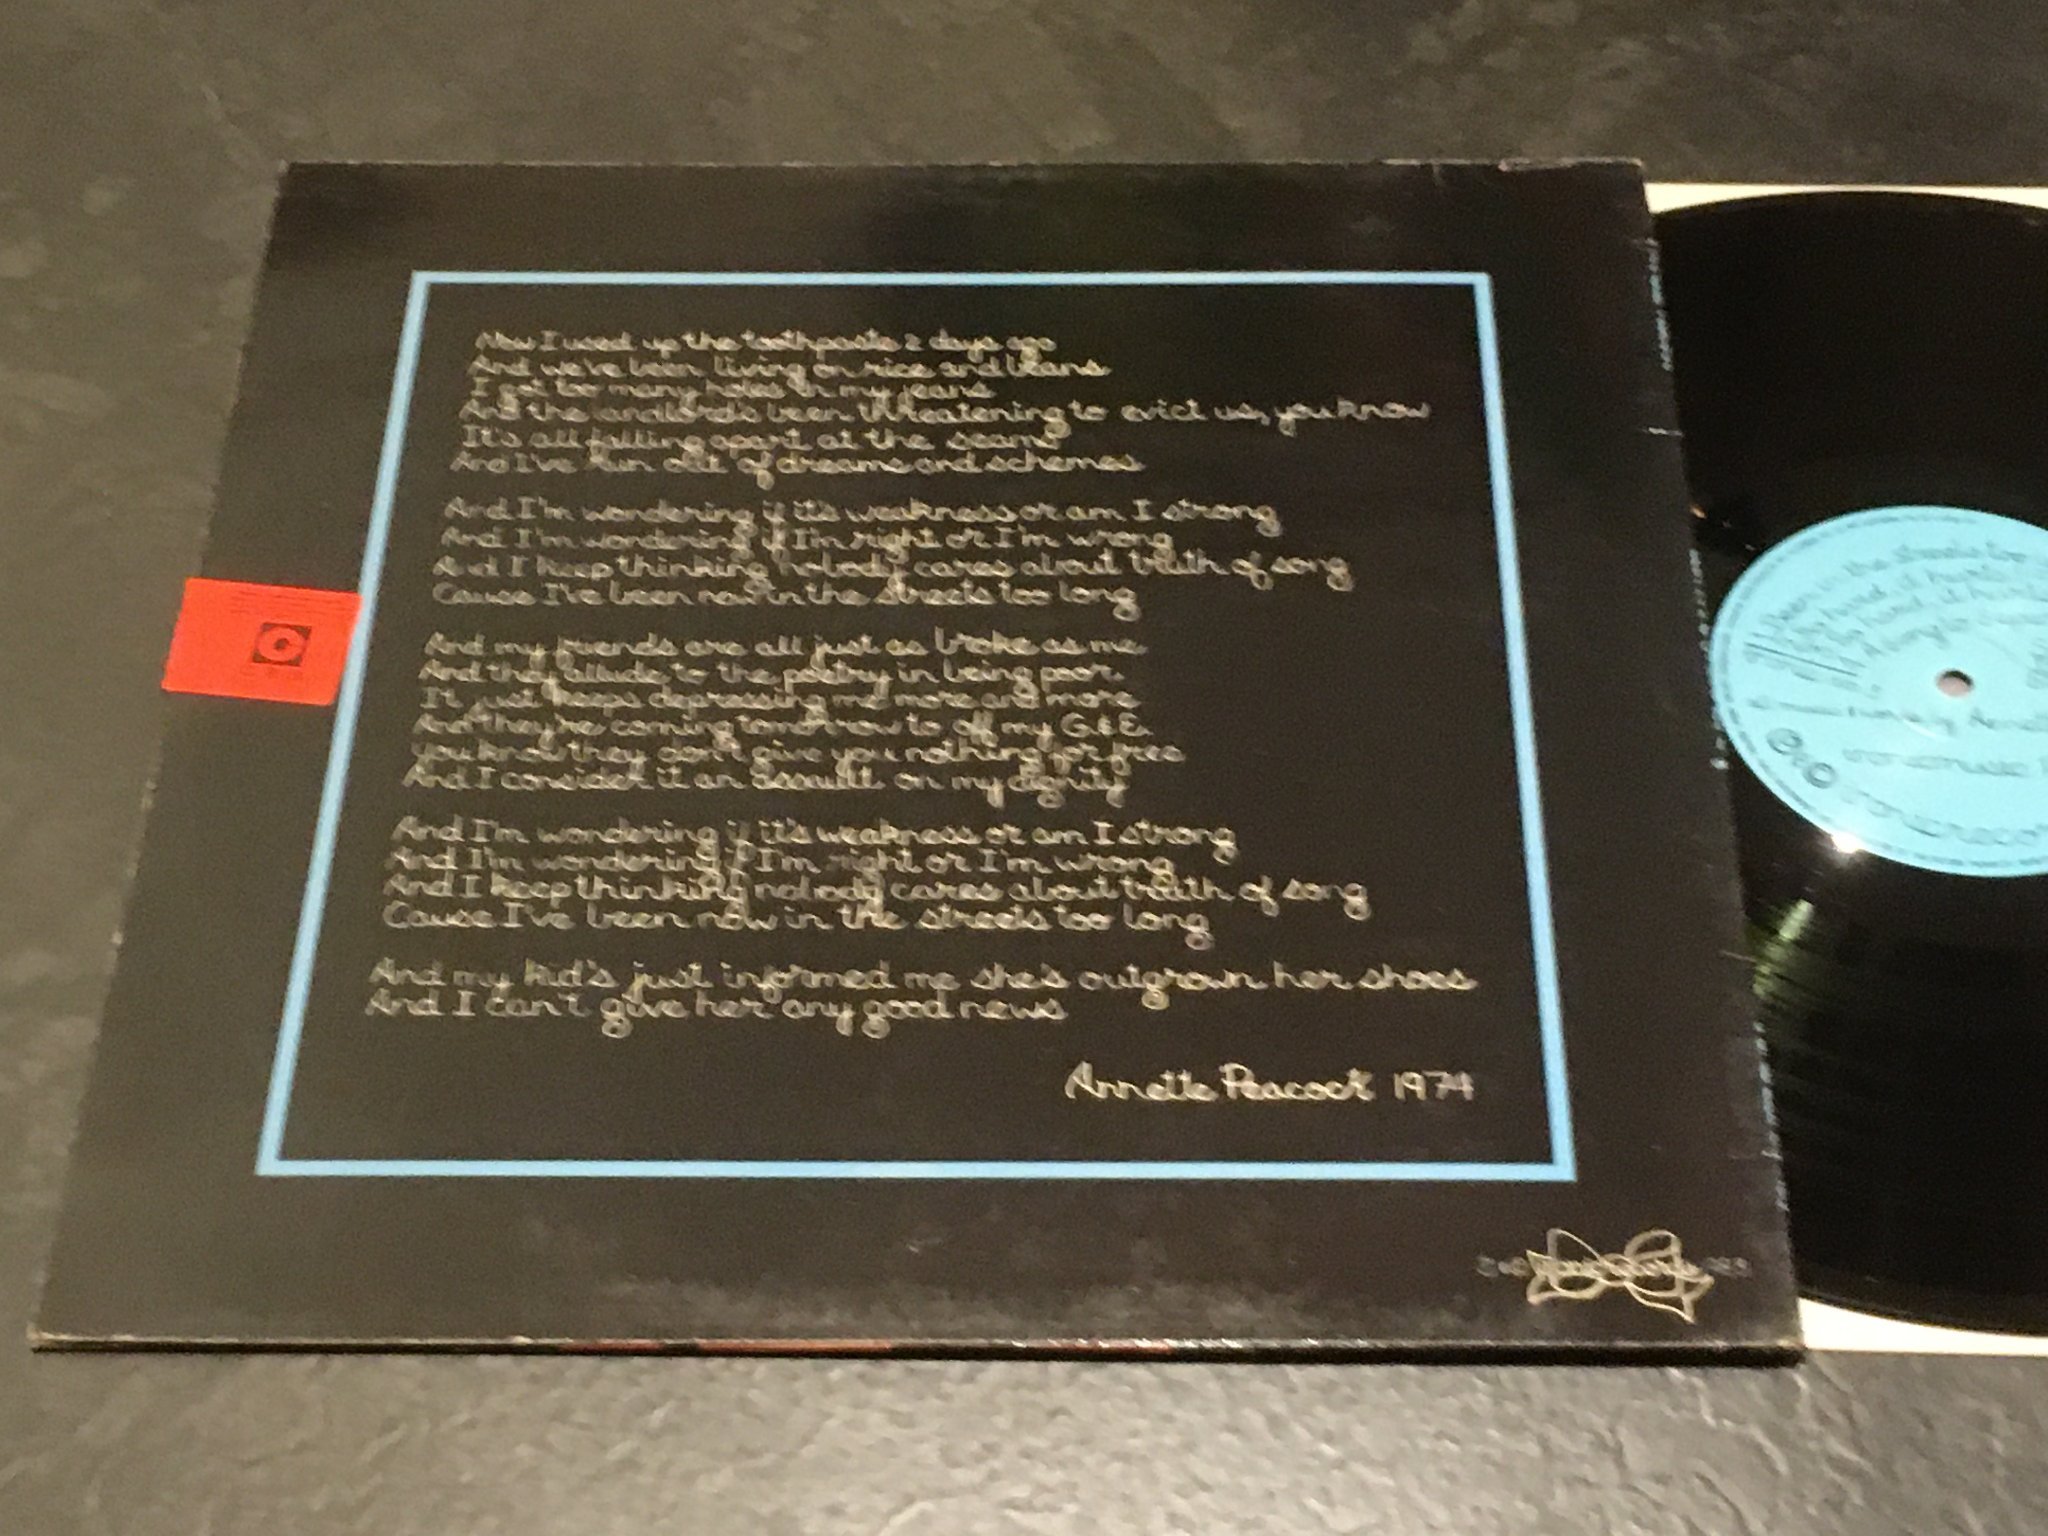 Now I used up the toothpaste 2 days ago
And we've been living on rice and beans
I got too many holes in my jeans
And the landlord's been threatening to evict us, you know
It's all falling apart at the seams
And I've run out of dreams and schemes
And I'm wondering if it's weakness or am I strong
And I'm wondering if I'm right or I'm wrong
And I keep thinking nobody cares about truth of song
Cause I've been now in the streets too long
And my friends are all just as broke as me
And they allude to the poetry in being poor
It just keeps depressing me more and more
And they're coming tomorrow to off my G.&E.
You know they don't give you nothing for free
And I consider it an assault on my dignity
And I'm wondering if it's weakness or am I strong
And I'm wondering if I'm right or I'm wrong
And I keep thinking nobody cares about truth of song
Cause I've been now in the streets too long
And my kid's just informed me she's outgrown her shoes
And I can't give her any good news
Annette Peacock 1974
Been in the Streets Too
ironic music